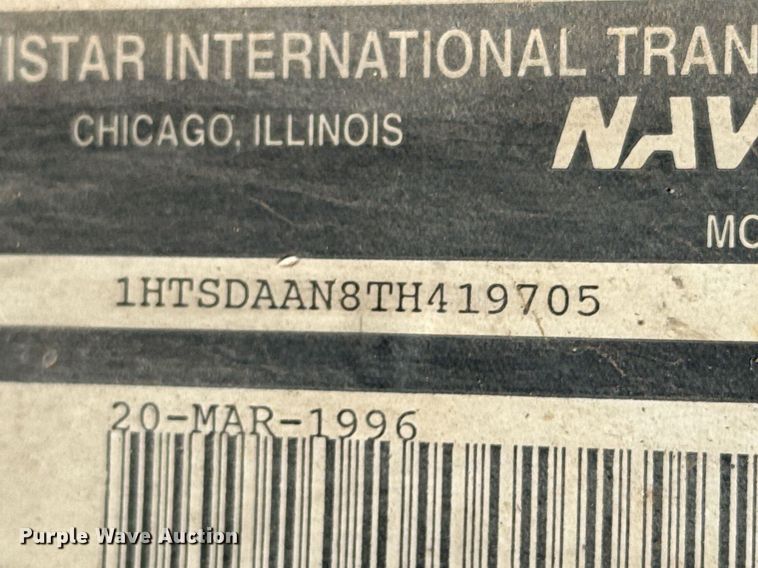 ISTAR INTERNATIONAL TRAN
CHICAGO, ILLINOIS
NAV
MO
1HTSDAAN8TH419705
20-MAR-1996
Purple Wave Auction